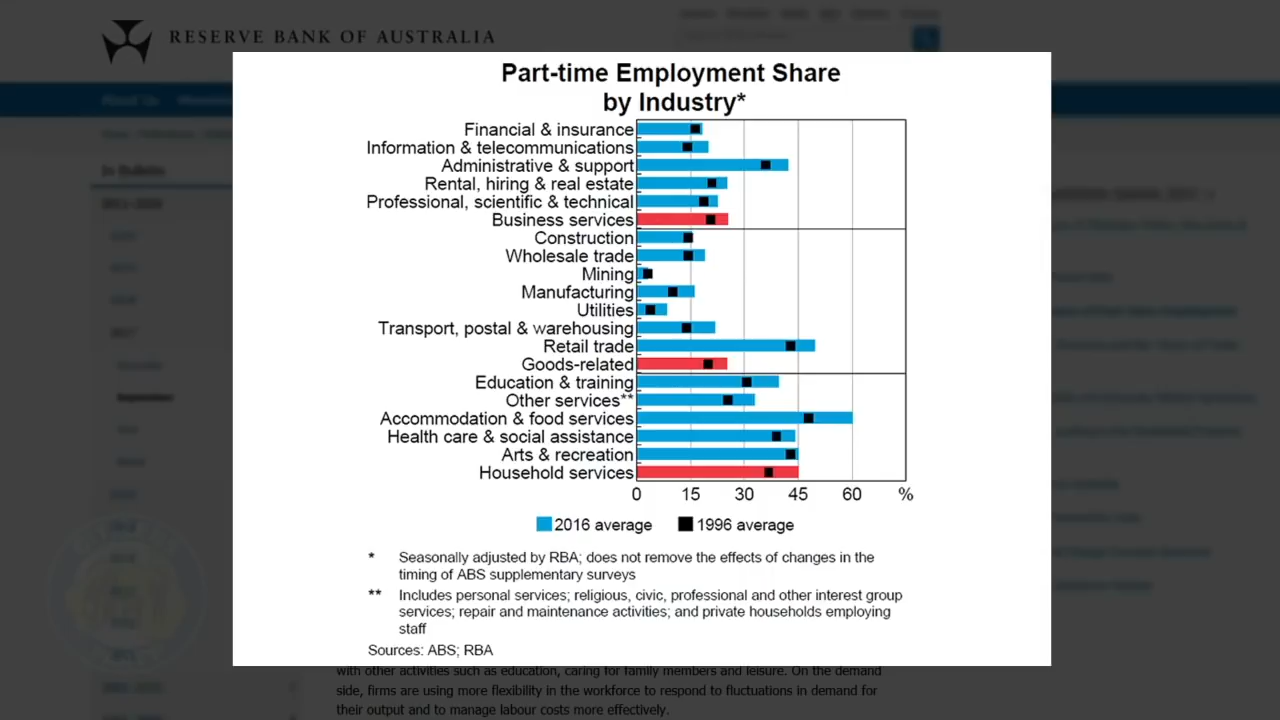 RESERVE BANK OF AUSTRALIA
About Us
In Bulletin
Part-time Employment Share
by Industry*
Financial & insurance
Information & telecommunications
Administrative & support
Rental, hiring & real estate
Professional, scientific & technical
Business services
Construction
Wholesale trade
Mining
Manufacturing
Utilities
Transport, postal & warehousing
Retail trade
Goods-related
Education & training
Other services**
Accommodation & food services
Health care & social assistance
Arts & recreation
Household services
0 15 30 45 60 %
2016 average 1996 average
* Seasonally adjusted by RBA; does not remove the effects of changes in the
timing of ABS supplementary surveys
** Includes personal services; religious, civic, professional and other interest group
services; repair and maintenance activities; and private households employing
staff
Sources: ABS; RBA
with other activities such as education, caring for family members and leisure. On the demand
side, firms are using more flexibility in the workforce to respond to fluctuations in demand for
their output and to manage labour costs more effectively.